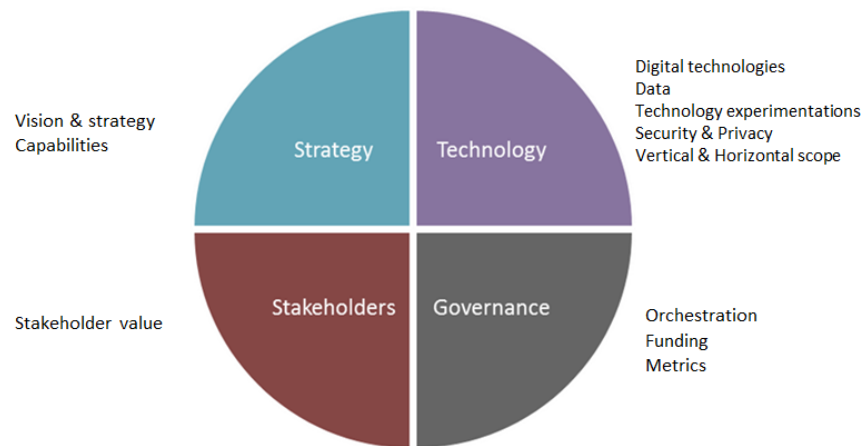 Vision & strategy
Capabilities
Strategy
Technology
Digital technologies
Data
Technology experimentations
Security & Privacy
Vertical & Horizontal scope
Stakeholder value
Stakeholders
Governance
Orchestration
Funding
Metrics